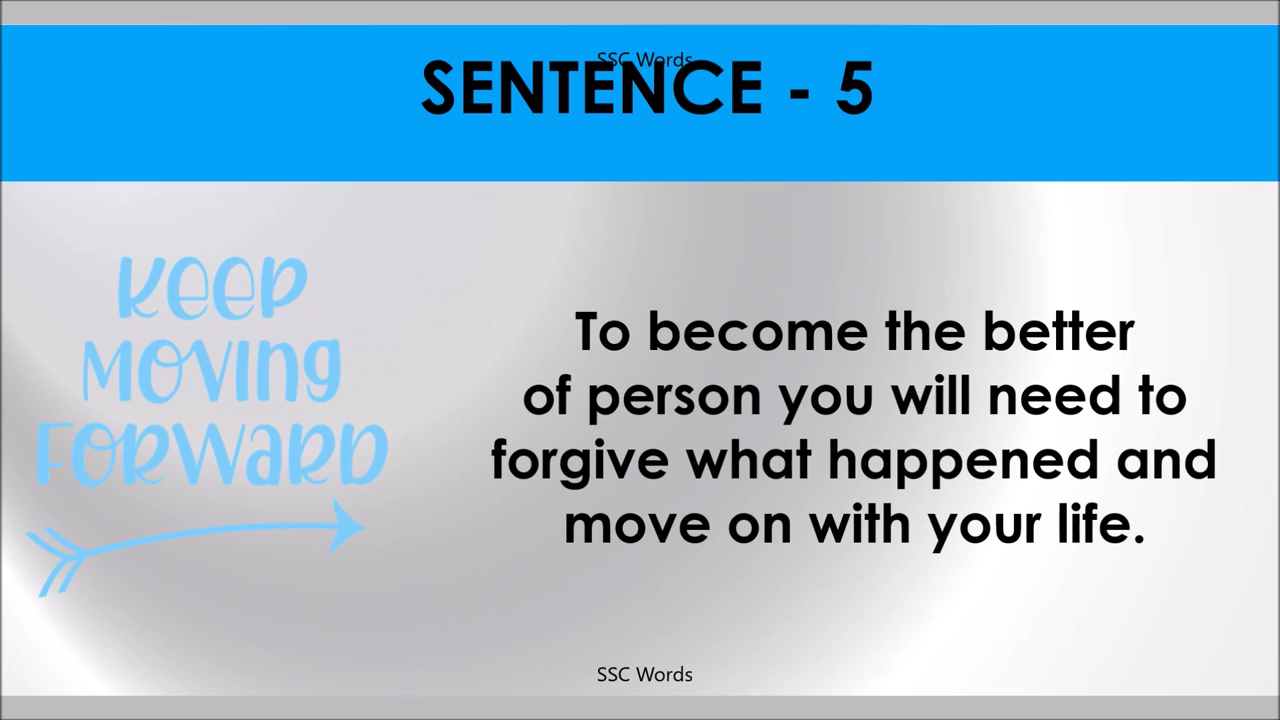 SSC Words
SENTENCE - 5
KEEP
MOVING
FORWARD
To become the better
of person you will need to
forgive what happened and
move on with your life.
SSC Words